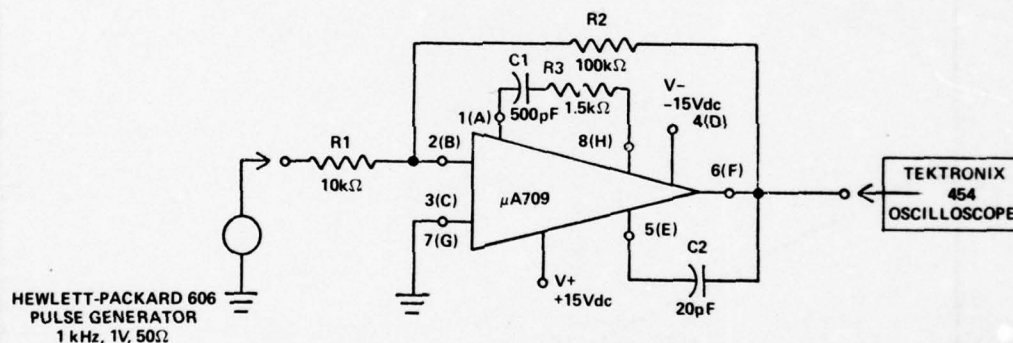 R2
100kΩ
C1
R3
500pF
1.5kΩ
V-
-15Vdc
4(D)
1(A)
8(H)
R1
10kΩ
2(B)
6(F)
3(C)
7(G)
µA709
5(E)
C2
20pF
V+
+15Vdc
TEKTRONIX
454
OSCILLOSCOPE
HEWLETT-PACKARD 606
PULSE GENERATOR
1 kHz, 1V, 50Ω